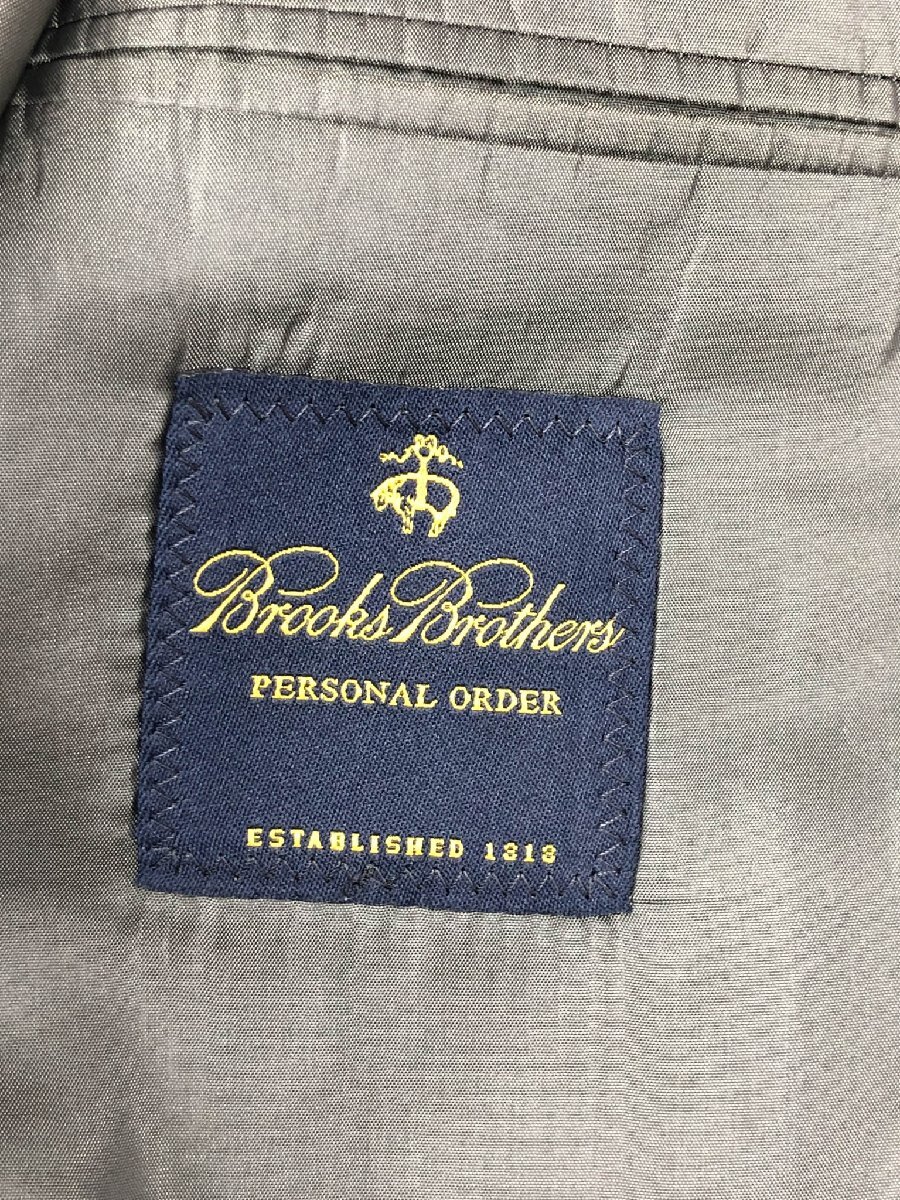 Brooks Brothers
PERSONAL ORDER
ESTABLISHED 1818